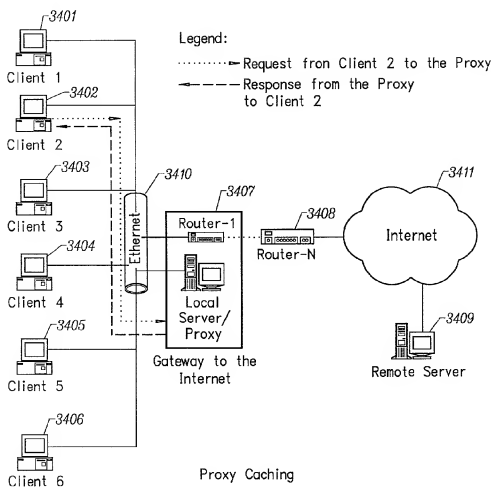 3401
Client 1
3402
Client 2
3403
Client 3
3404
Client 4
3405
Client 5
3406
Client 6
Legend:
Request fron Client 2 to the Proxy
Response from the Proxy
to Client 2
3410
Ethernet
3407
Router-1
Local
Server/
Proxy
Gateway to the
Internet
3408
Router-N
3411
Internet
3409
Remote Server
Proxy Caching